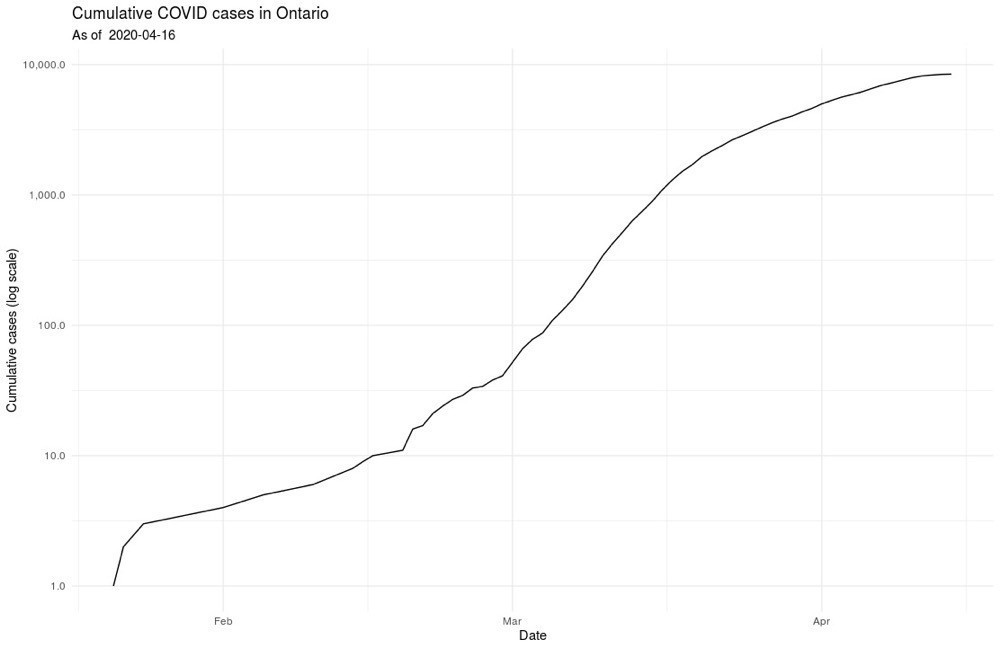 Cumulative COVID cases in Ontario
As of  2020-04-16
10,000.0
1,000.0
100.0
10.0
1.0
Cumulative cases (log scale)
Feb
Mar
Apr
Date